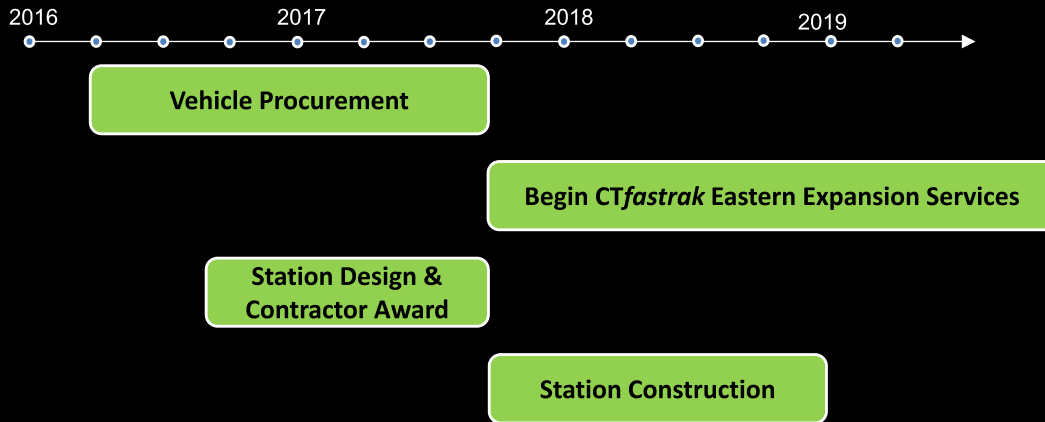 2016 2017 2018 2019
Vehicle Procurement
Begin CTfastrak Eastern Expansion Services
Station Design &
Contractor Award
Station Construction